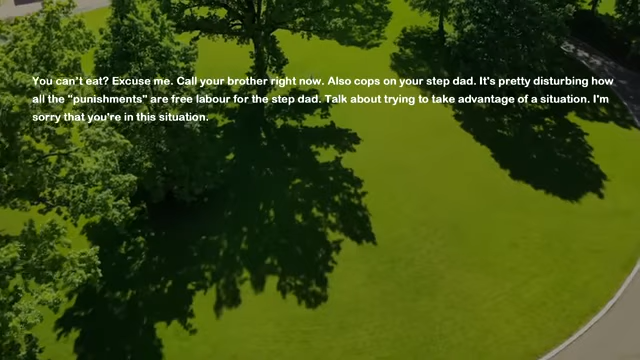 You can't eat? Excuse me. Call your brother right now. Also cops on your step dad. It's pretty disturbing how
all the "punishments" are free labour for the step dad. Talk about trying to take advantage of a situation. I'm
sorry that you're in this situation.